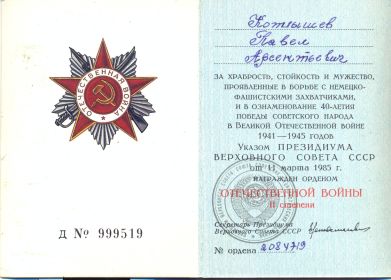 ОТЕЧЕСТВЕННАЯ ВОЙНА
Д № 999519
Котнышев
Павел
Арсентьевич
ЗА ХРАБРОСТЬ, СТОЙКОСТЬ И МУЖЕСТВО,
ПРОЯВЛЕННЫЕ В БОРЬБЕ С НЕМЕЦКО-
ФАШИСТСКИМИ ЗАХВАТЧИКАМИ,
И В ОЗНАМЕНОВАНИЕ 40-ЛЕТИЯ
ПОБЕДЫ СОВЕТСКОГО НАРОДА
В ВЕЛИКОЙ ОТЕЧЕСТВЕННОЙ ВОЙНЕ
1941—1945 ГОДОВ
Указом ПРЕЗИДИУМА
ВЕРХОВНОГО СОВЕТА СССР
от 11 марта 1985 г.
НАГРАЖДЕН ОРДЕНОМ
ОТЕЧЕСТВЕННОЙ ВОЙНЫ
II степени
Секретарь Президиума
Верховного Совета СССР
№ ордена 2084719